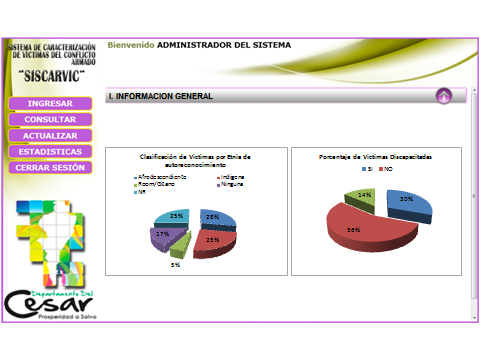 SISTEMA DE CARACTERIZACIÓN
DE VÍCTIMAS DEL CONFLICTO
ARMADO
"SISCARVIC"
Bienvenido ADMINISTRADOR DEL SISTEMA
I. INFORMACION GENERAL
INGRESAR
CONSULTAR
ACTUALIZAR
ESTADISTICAS
CERRAR SESIÓN
Clasificación de Víctimas por Etnia de
autoreconocimiento
Afrodescendiente
Indígena
Room/Gitano
Ninguna
NR
25%
28%
17%
25%
5%
Porcentaje de Victimas Discapacitadas
SI
NO
14%
30%
56%
Departamento Del
Cesar
Prosperidad a Salvo